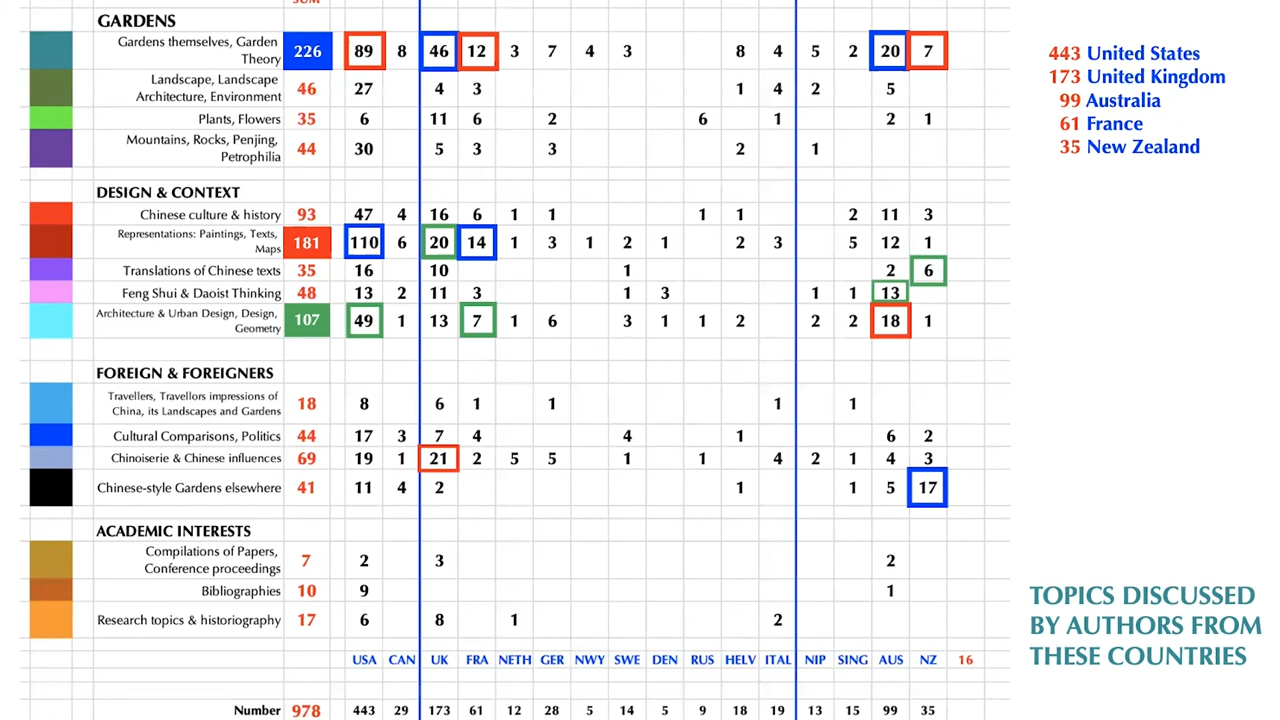 SUM
GARDENS
Gardens themselves, Garden
Theory 226 89 8 46 12 3 7 4 3 8 4 5 2 20 7
Landscape, Landscape
Architecture, Environment 46 27 4 3 1 4 2 5
Plants, Flowers 35 6 11 6 2 6 1 2 1
Mountains, Rocks, Penjing,
Petrophilia 44 30 5 3 3 2 1
DESIGN & CONTEXT
Chinese culture & history 93 47 4 16 6 1 1 1 1 2 11 3
Representations: Paintings, Texts,
Maps 181 110 6 20 14 1 3 1 2 1 2 3 5 12 1
Translations of Chinese texts 35 16 10 1 2 6
Feng Shui & Daoist Thinking 48 13 2 11 3 1 3 1 1 13
Architecture & Urban Design, Design,
Geometry 107 49 1 13 7 1 6 3 1 1 2 2 2 18 1
FOREIGN & FOREIGNERS
Travellers, Travellors impressions of
China, its Landscapes and Gardens 18 8 6 1 1 1 1
Cultural Comparisons, Politics 44 17 3 7 4 4 1 6 2
Chinoiserie & Chinese influences 69 19 1 21 2 5 5 1 1 4 2 1 4 3
Chinese-style Gardens elsewhere 41 11 4 2 1 1 5 17
ACADEMIC INTERESTS
Compilations of Papers,
Conference proceedings 7 2 3 2
Bibliographies 10 9 1
Research topics & historiography 17 6 8 1 2
USA CAN UK FRA NETH GER NWY SWE DEN RUS HELV ITAL NIP SING AUS NZ 16
Number 978 443 29 173 61 12 28 5 14 5 9 18 19 13 15 99 35
443 United States
173 United Kingdom
99 Australia
61 France
35 New Zealand
TOPICS DISCUSSED
BY AUTHORS FROM
THESE COUNTRIES